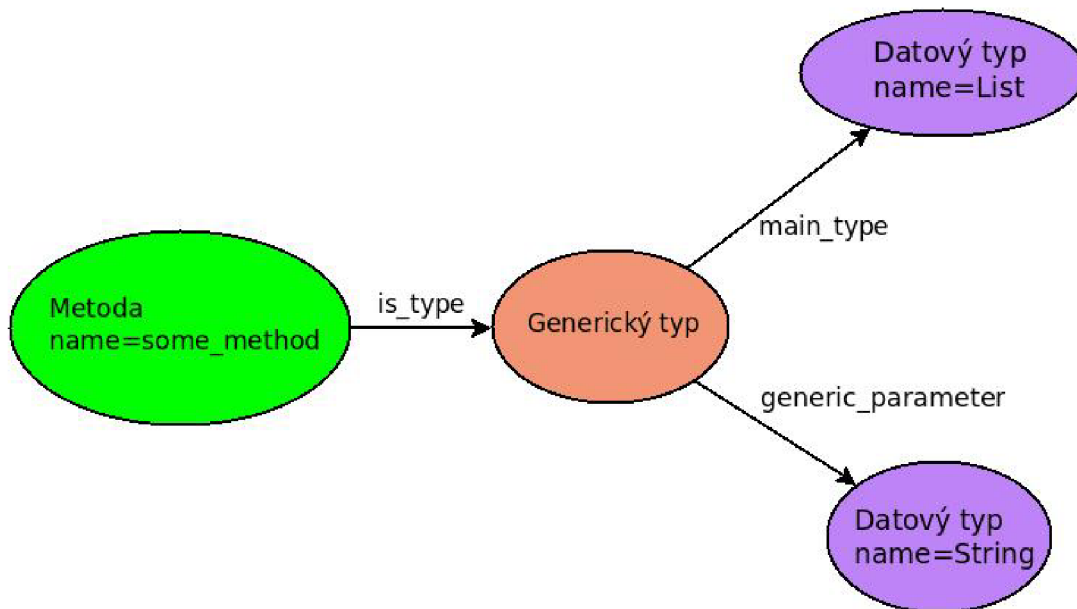 Datový typ
name=List
main_type
Metoda
name=some_method
is_type
Generický typ
generic_parameter
Datový typ
name=String